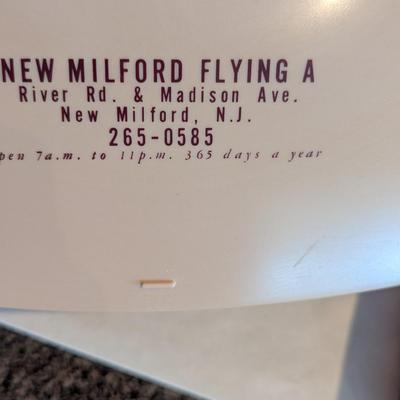 NEW MILFORD FLYING A
River Rd. & Madison Ave.
New Milford, N.J.
265-0585
pen 7a.m. to 11p.m. 365 days a year